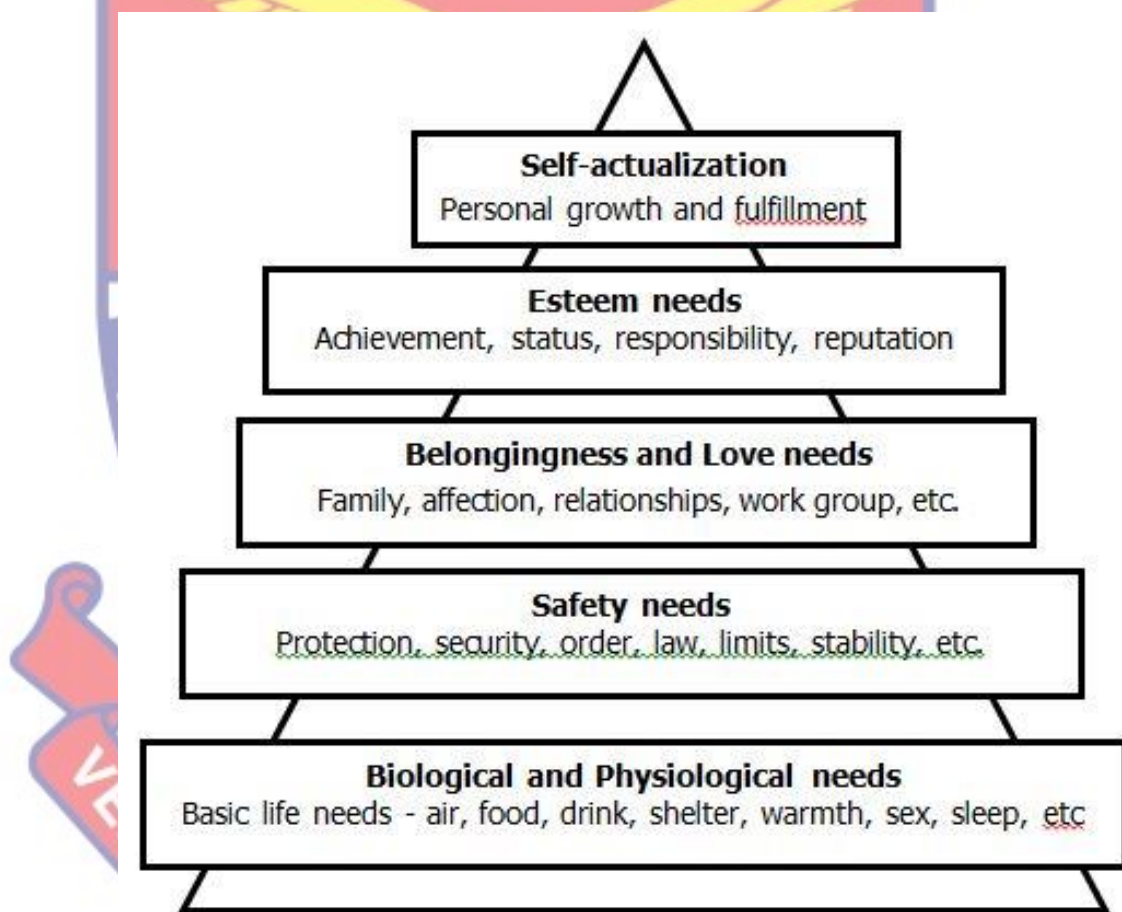 Self-actualization
Personal growth and fulfillment
Esteem needs
Achievement, status, responsibility, reputation
Belongingness and Love needs
Family, affection, relationships, work group, etc.
Safety needs
Protection, security, order, law, limits, stability, etc.
Biological and Physiological needs
Basic life needs - air, food, drink, shelter, warmth, sex, sleep, etc